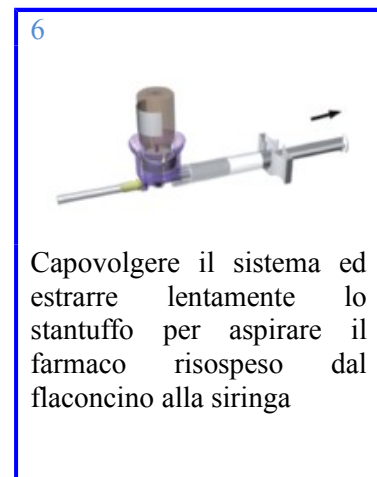 6
Capovolgere il sistema ed
estrarre lentamente lo
stantuffo per aspirare il
farmaco risospeso dal
flaconcino alla siringa